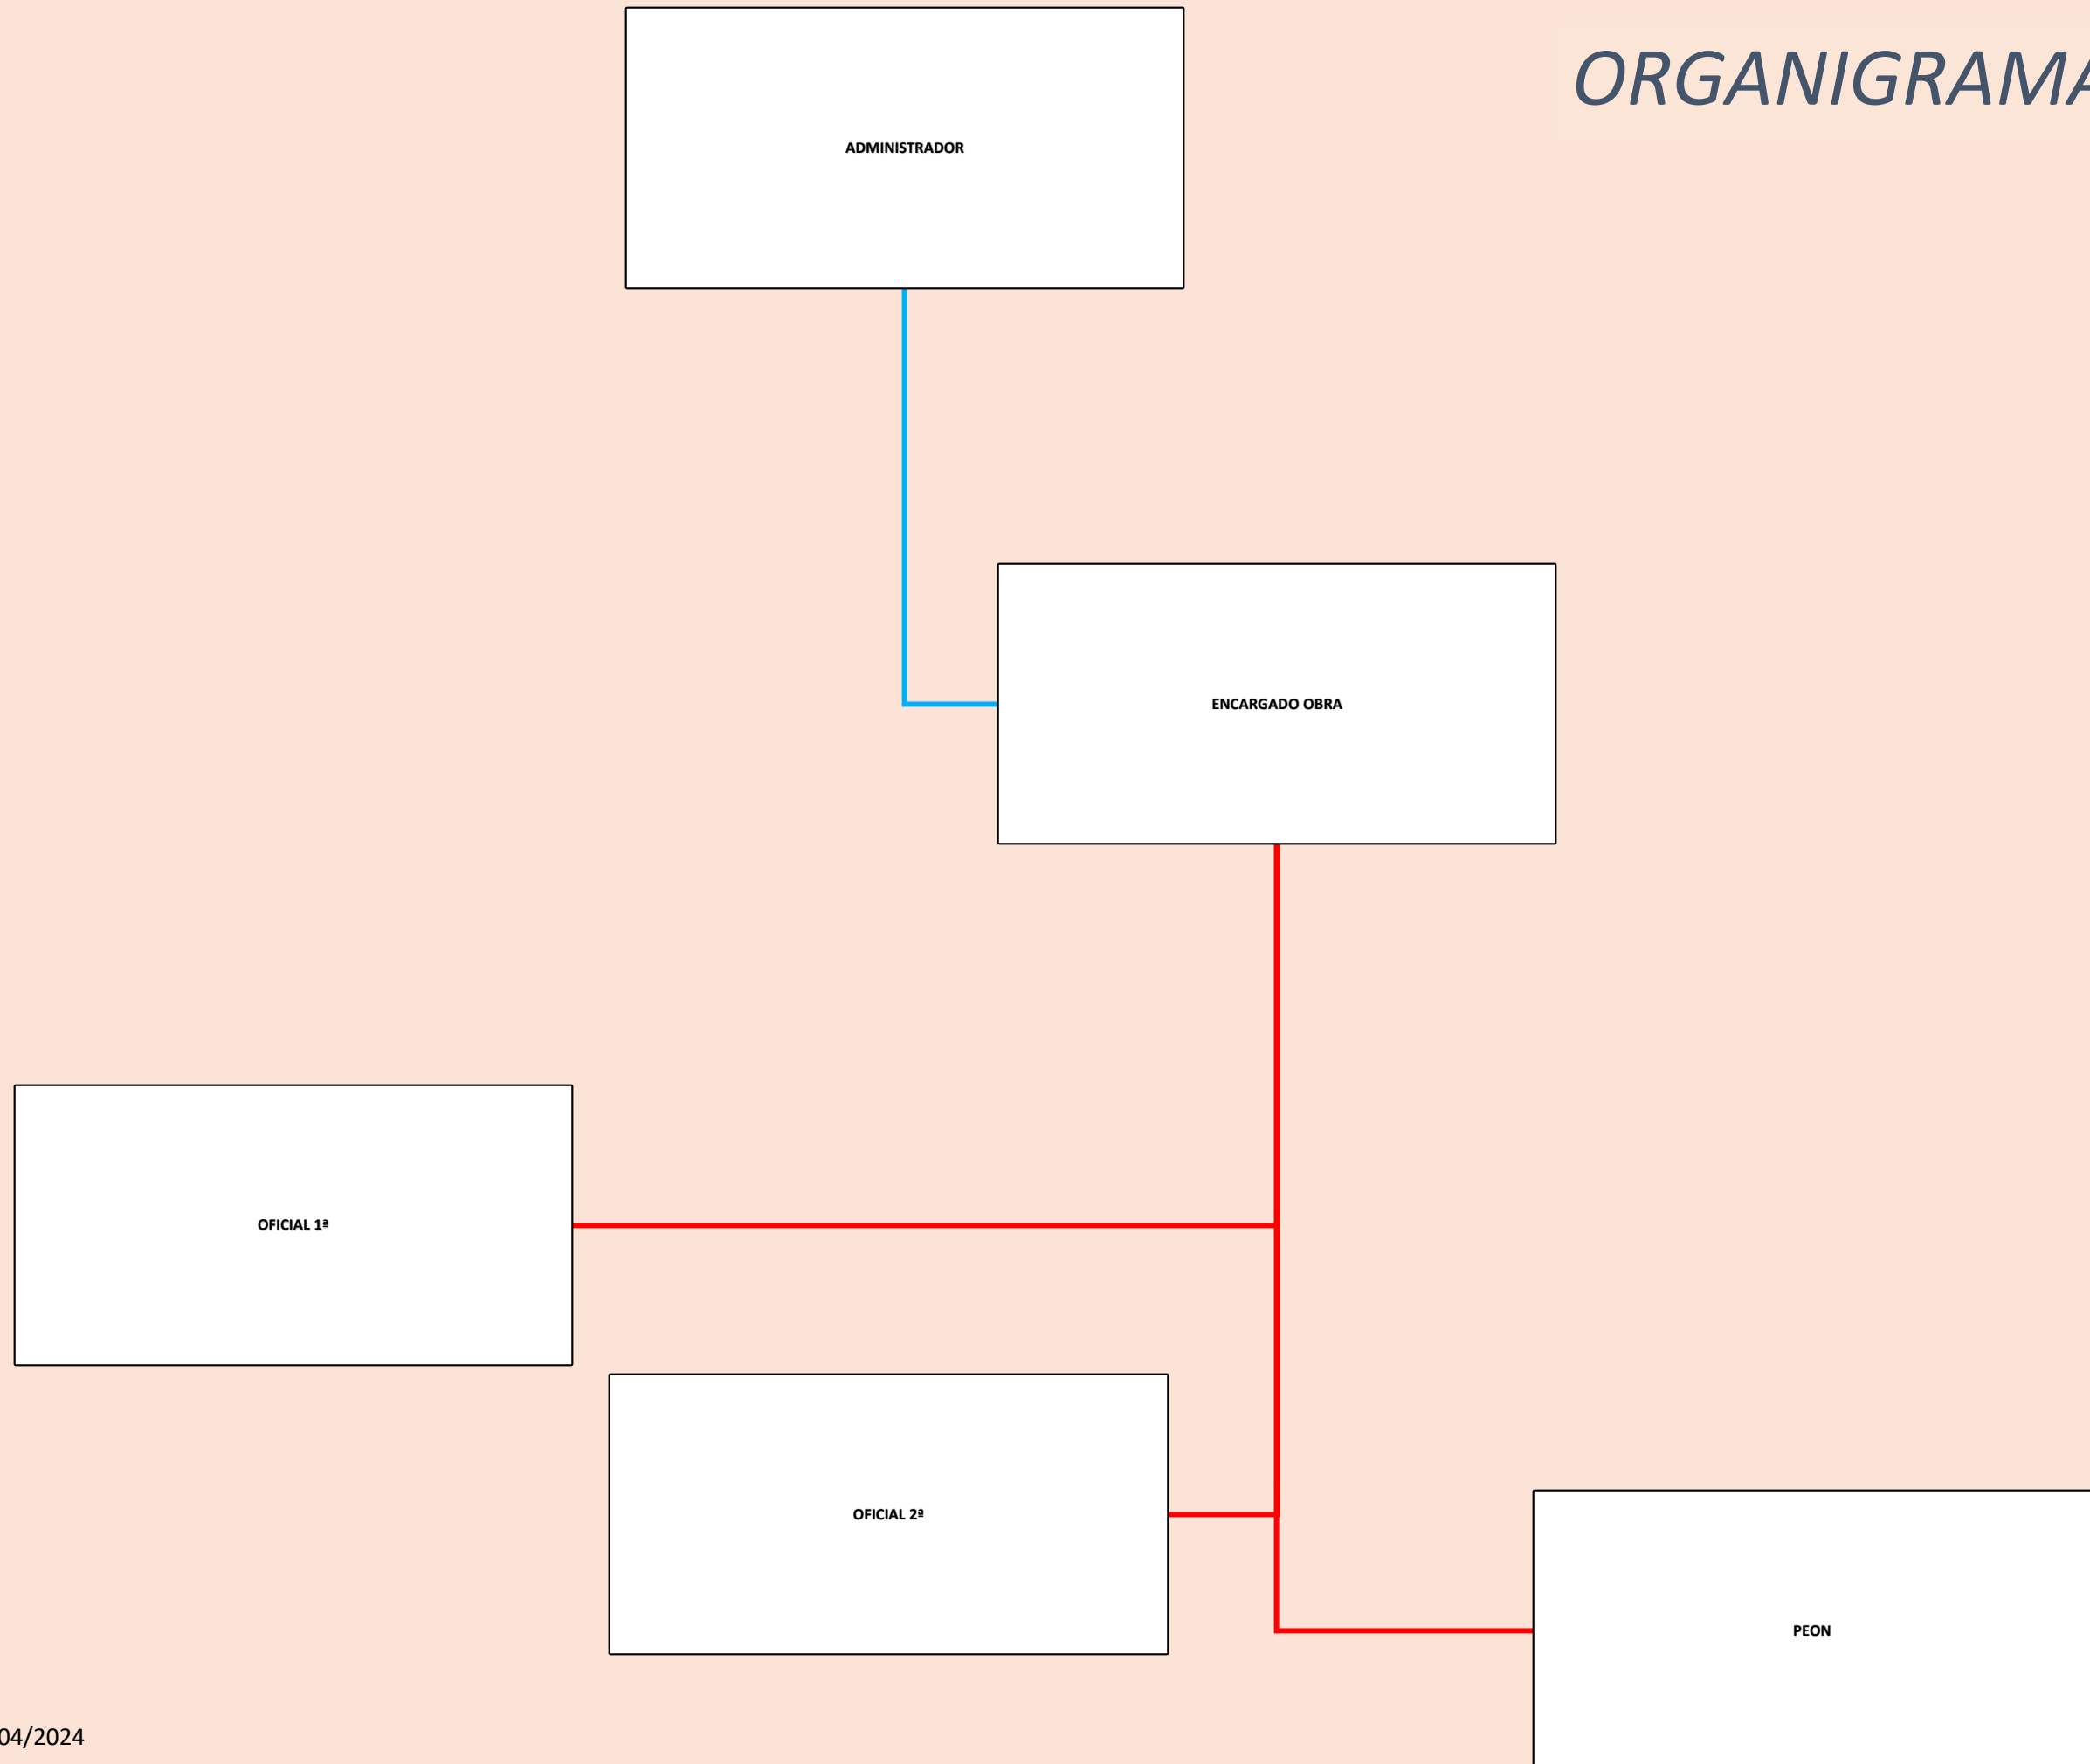 ORGANIGRAMA
ADMINISTRADOR
ENCARGADO OBRA
OFICIAL 1ª
OFICIAL 2ª
PEON
04/2024